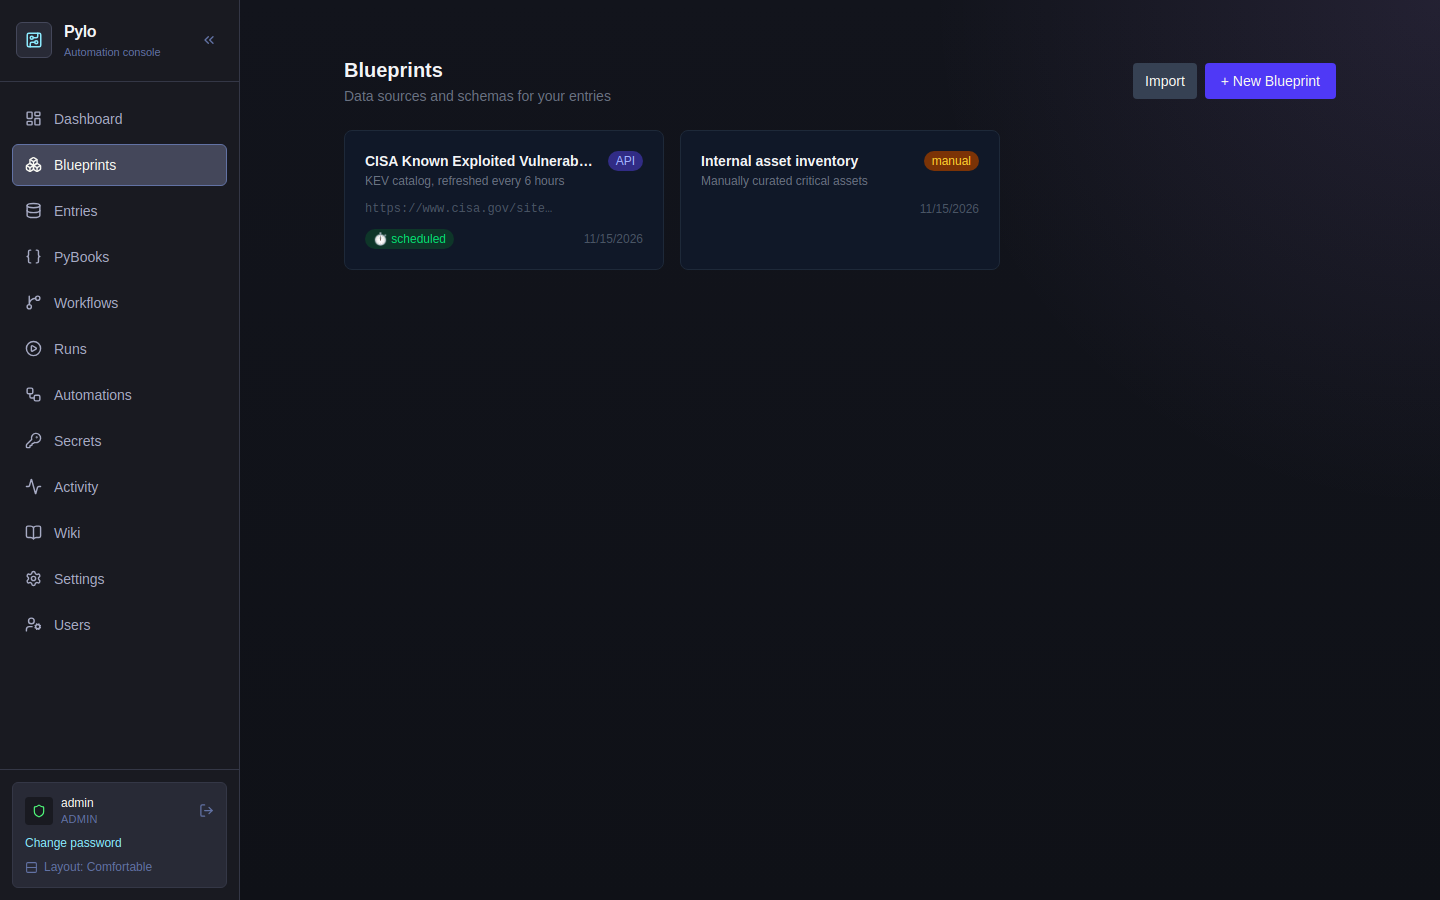 Pylo
Automation console
Dashboard
Blueprints
Entries
PyBooks
Workflows
Runs
Automations
Secrets
Activity
Wiki
Settings
Users
admin
ADMIN
Change password
Layout: Comfortable
Blueprints
Data sources and schemas for your entries
Import
+ New Blueprint
CISA Known Exploited Vulnerab…
API
KEV catalog, refreshed every 6 hours
https://www.cisa.gov/site…
⏱️ scheduled
11/15/2026
Internal asset inventory
manual
Manually curated critical assets
11/15/2026